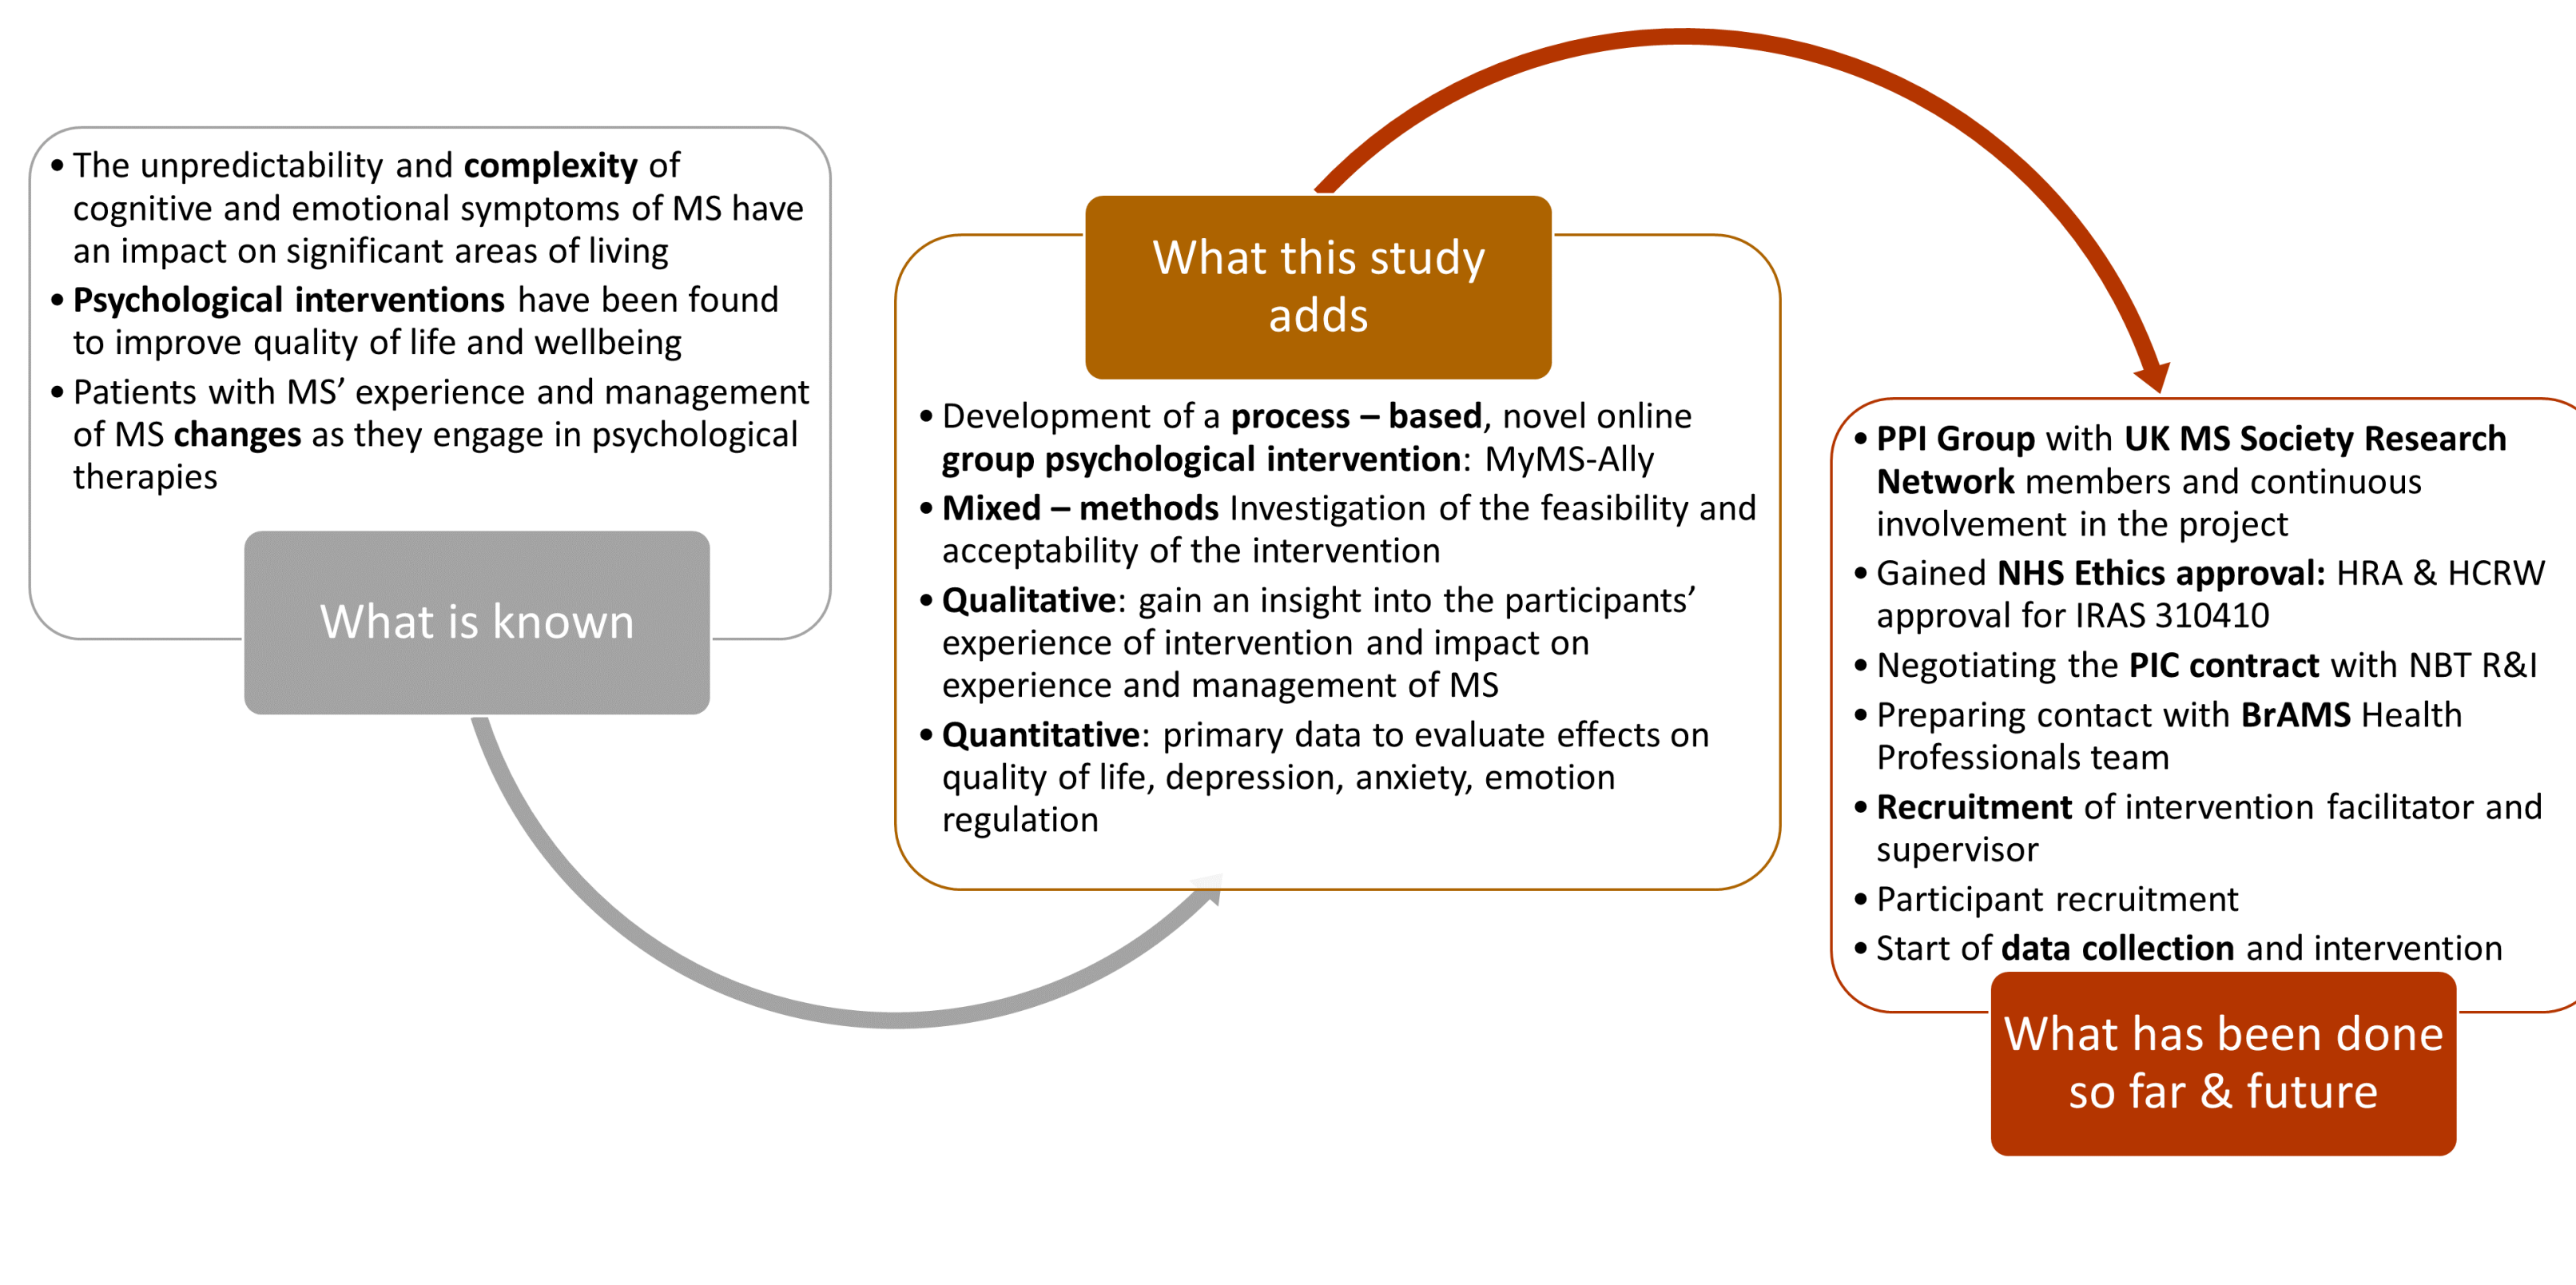 • The unpredictability and complexity of
cognitive and emotional symptoms of MS have
an impact on significant areas of living
• Psychological interventions have been found
to improve quality of life and wellbeing
• Patients with MS’ experience and management
of MS changes as they engage in psychological
therapies
What is known
What this study
adds
• Development of a process – based, novel online
group psychological intervention: MyMS-Ally
• Mixed – methods Investigation of the feasibility and
acceptability of the intervention
• Qualitative: gain an insight into the participants’
experience of intervention and impact on
experience and management of MS
• Quantitative: primary data to evaluate effects on
quality of life, depression, anxiety, emotion
regulation
• PPI Group with UK MS Society Research
Network members and continuous
involvement in the project
• Gained NHS Ethics approval: HRA & HCRW
approval for IRAS 310410
• Negotiating the PIC contract with NBT R&I
• Preparing contact with BrAMS Health
Professionals team
• Recruitment of intervention facilitator and
supervisor
• Participant recruitment
• Start of data collection and intervention
What has been done
so far & future